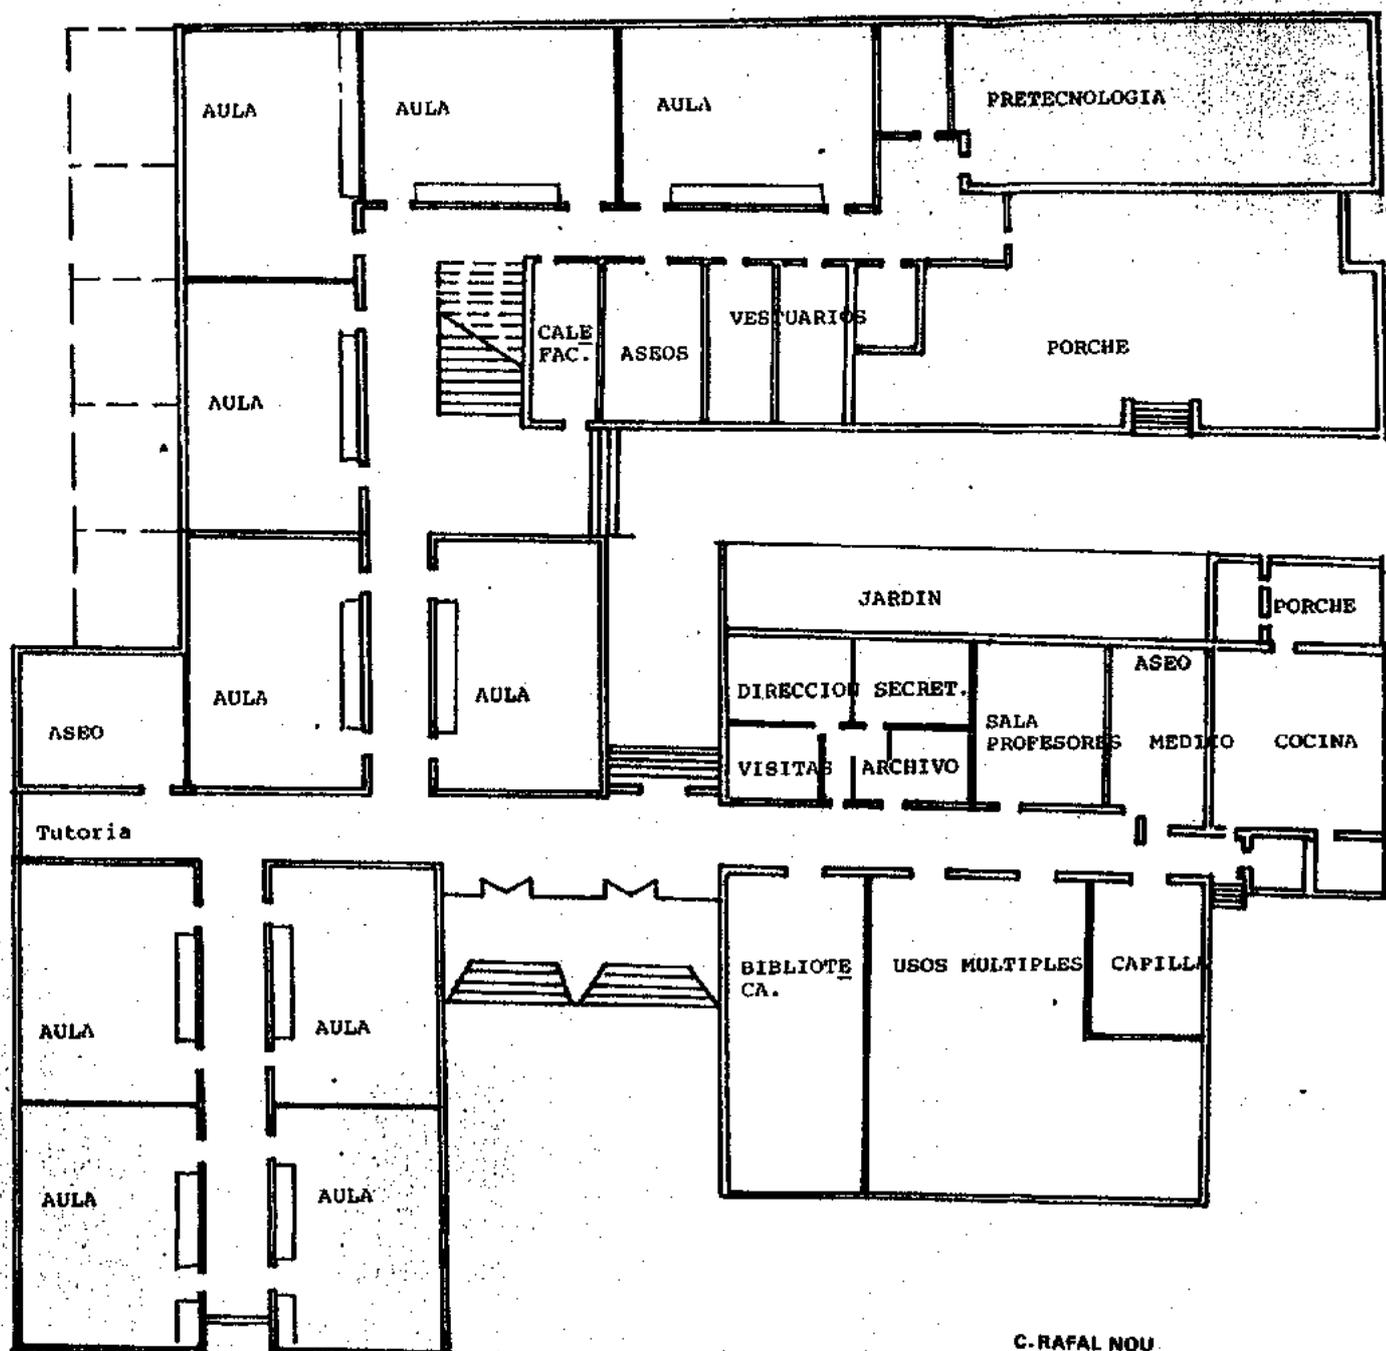 AULA
AULA
AULA
PRETECNOLOGIA
CALE
FAC.
ASEOS
VESTUARIOS
PORCHE
AULA
JARDIN
PORCHE
AULA
AULA
ASEO
DIRECCION
SECRET.
SALA
PROFESORES
ASEO
MEDICO
COCINA
VISITAS
ARCHIVO
Tutoria
AULA
AULA
BIBLIOTE
CA.
USOS MULTIPLES
CAPILLA
AULA
AULA
C.RAFAL NOU